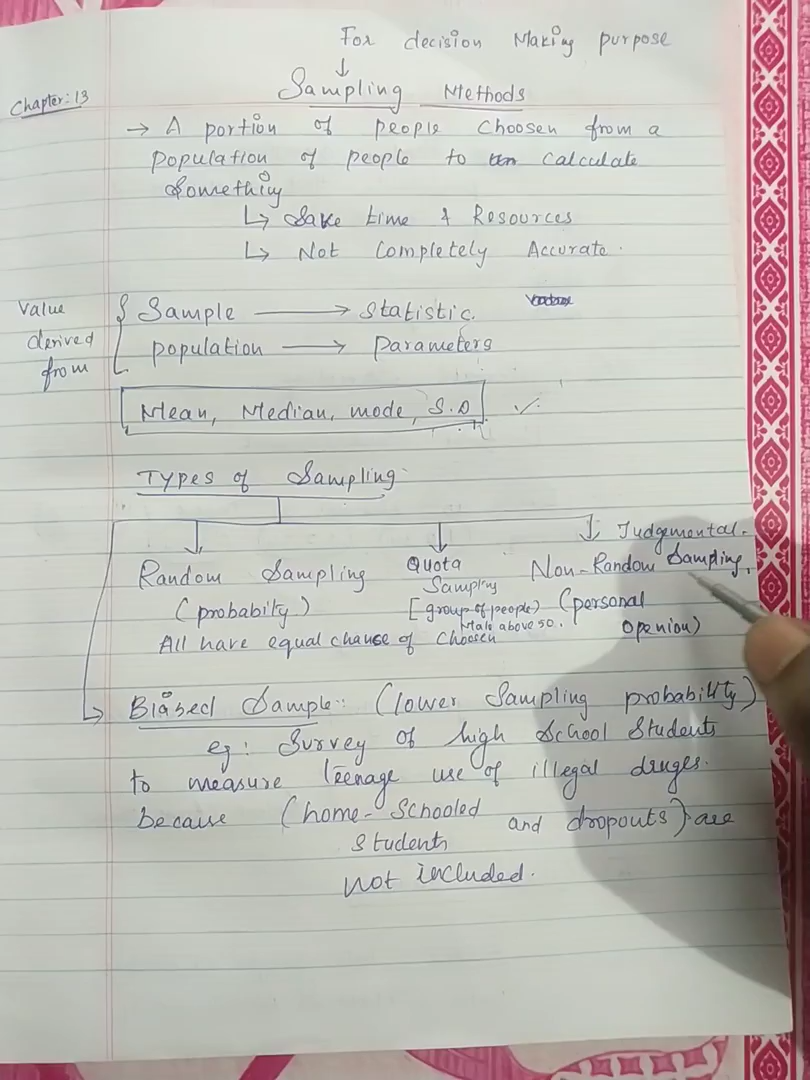 For decision Making purpose
↓
Chapter: 13
Sampling Methods
→ A portion of people Choosen from a
population of people to calculate
Something
↳ Save time & Resources
↳ Not Completely Accurate.
Value derived from
{ Sample → Statistic.
population → parameters
Mean, Median, mode, S.D
Types of Sampling
Random Sampling
(probabity)
All have equal chance of Choosen
Quota
Sampling
[group of people)
Male above 50.
↓ Judgemental.
Non-Random Sampling.
(personal
openion)
↳ Biased Sample: (lower Sampling probability)
eg: Survey of high School Students
to measure teenage use of illegal druges.
because (home-Schooled and dropouts) are
Students
not included.